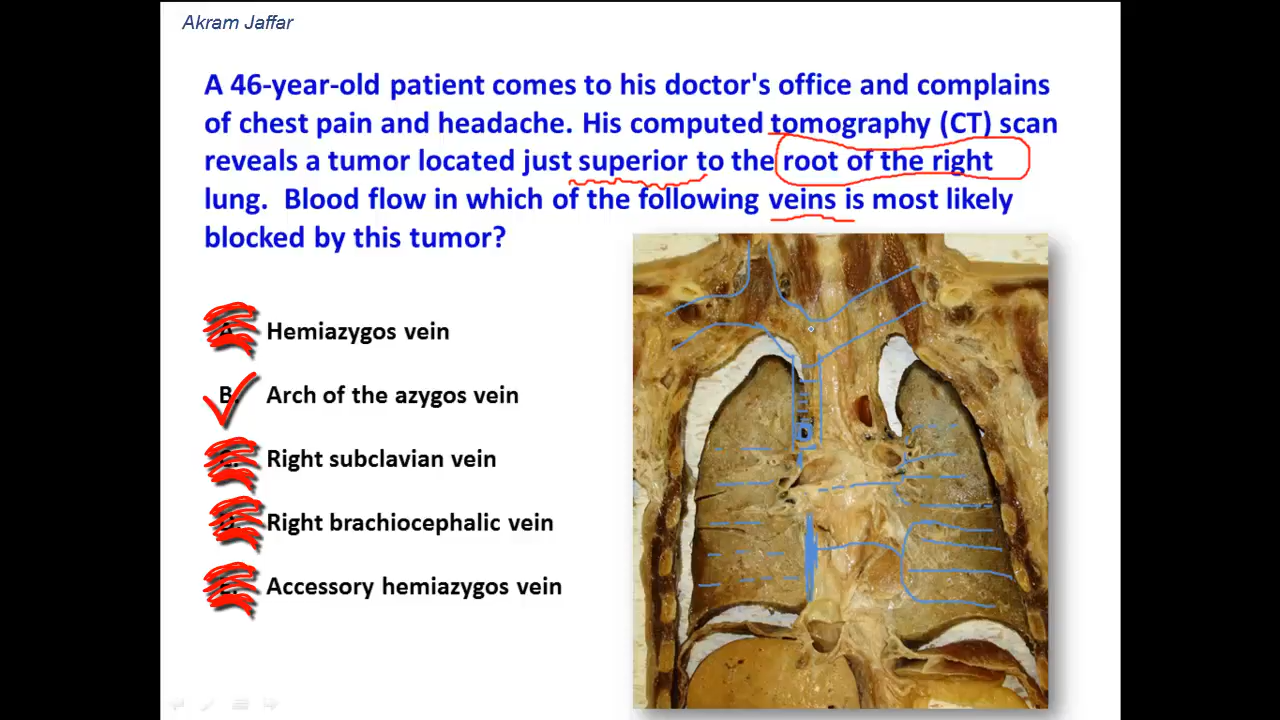 Akram Jaffar
A 46-year-old patient comes to his doctor's office and complains
of chest pain and headache. His computed tomography (CT) scan
reveals a tumor located just superior to the root of the right
lung. Blood flow in which of the following veins is most likely
blocked by this tumor?
Hemiazygos vein
B. Arch of the azygos vein
Right subclavian vein
Right brachiocephalic vein
Accessory hemiazygos vein